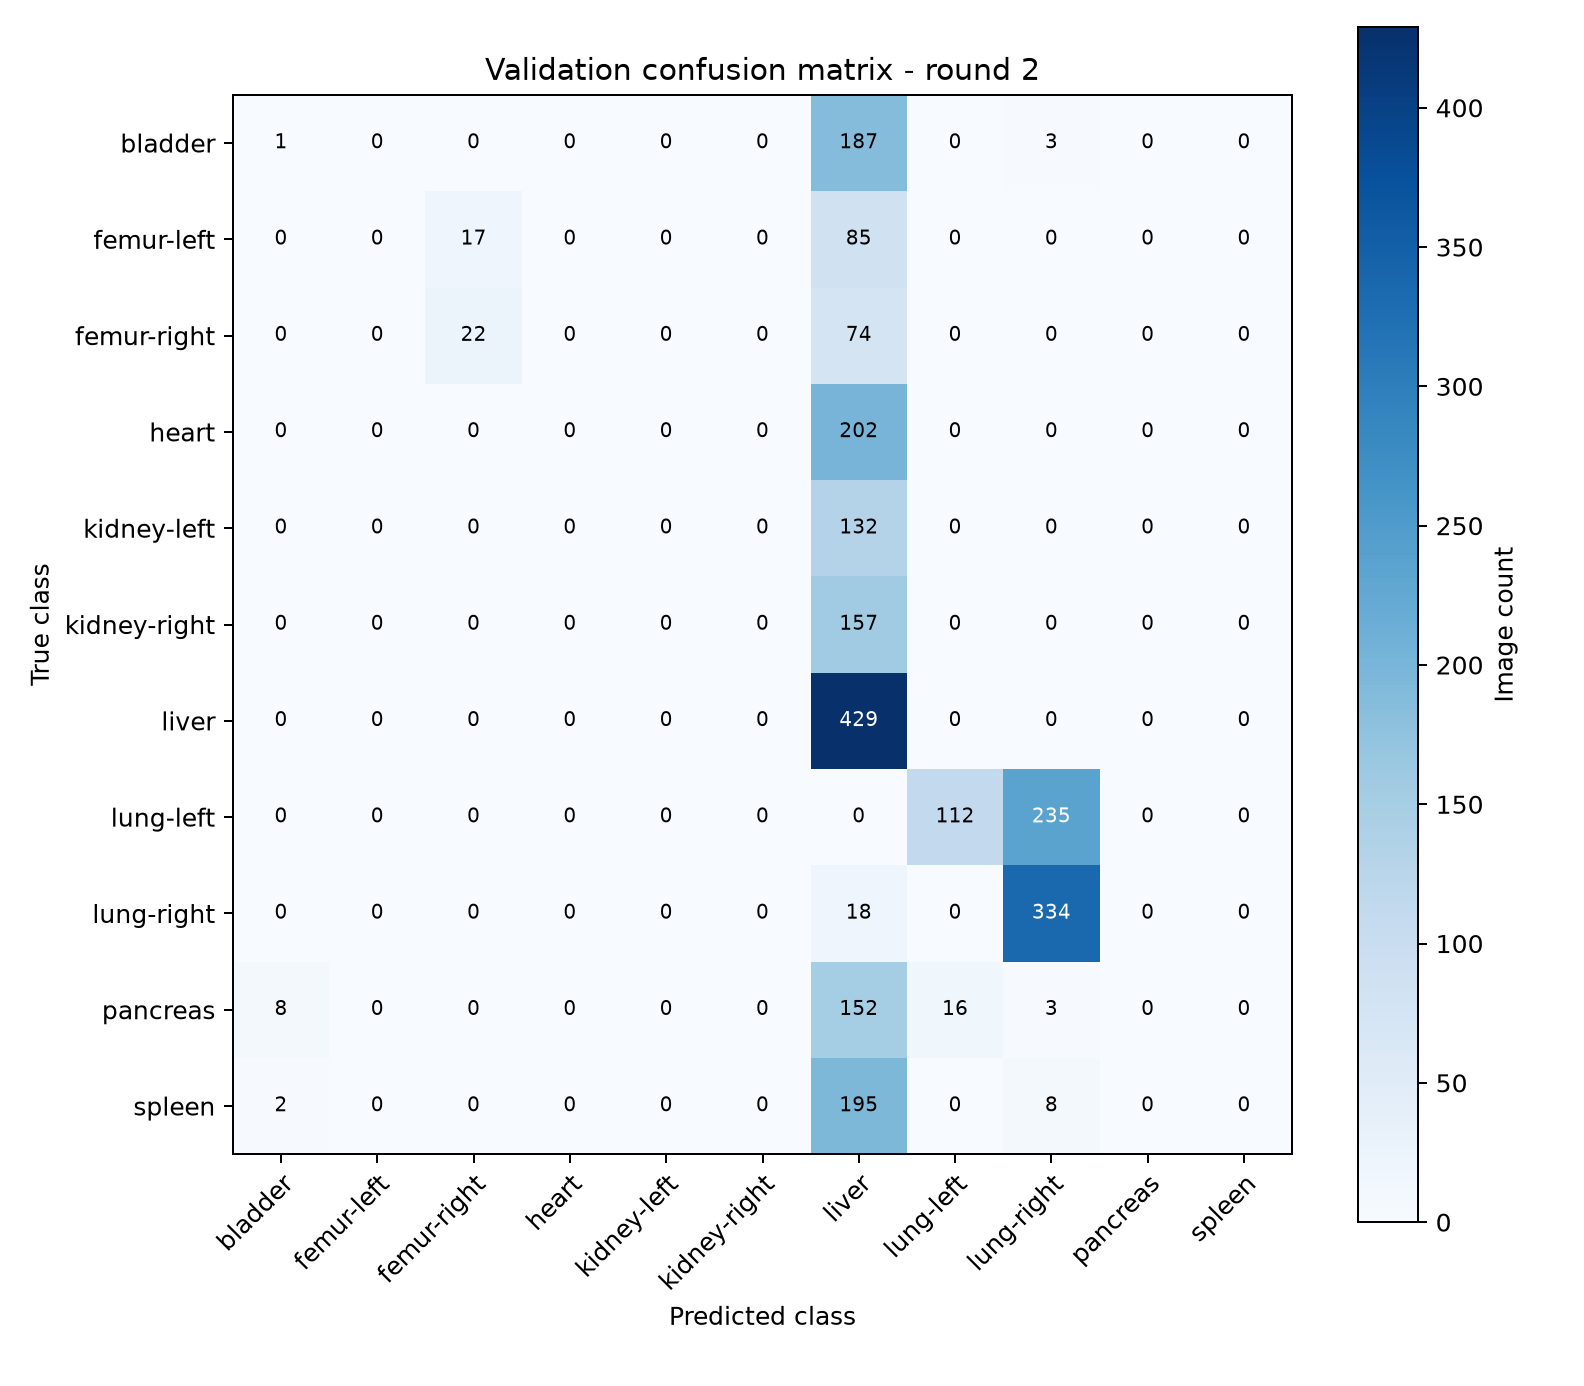 Validation confusion matrix - round 2
bladder 1 0 0 0 0 0 187 0 3 0 0
femur-left 0 0 17 0 0 0 85 0 0 0 0
femur-right 0 0 22 0 0 0 74 0 0 0 0
heart 0 0 0 0 0 0 202 0 0 0 0
kidney-left 0 0 0 0 0 0 132 0 0 0 0
kidney-right 0 0 0 0 0 0 157 0 0 0 0
liver 0 0 0 0 0 0 429 0 0 0 0
lung-left 0 0 0 0 0 0 0 112 235 0 0
lung-right 0 0 0 0 0 0 18 0 334 0 0
pancreas 8 0 0 0 0 0 152 16 3 0 0
spleen 2 0 0 0 0 0 195 0 8 0 0
True class
bladder femur-left femur-right heart kidney-left kidney-right liver lung-left lung-right pancreas spleen
Predicted class
400
350
300
250
200
150
100
50
0
Image count